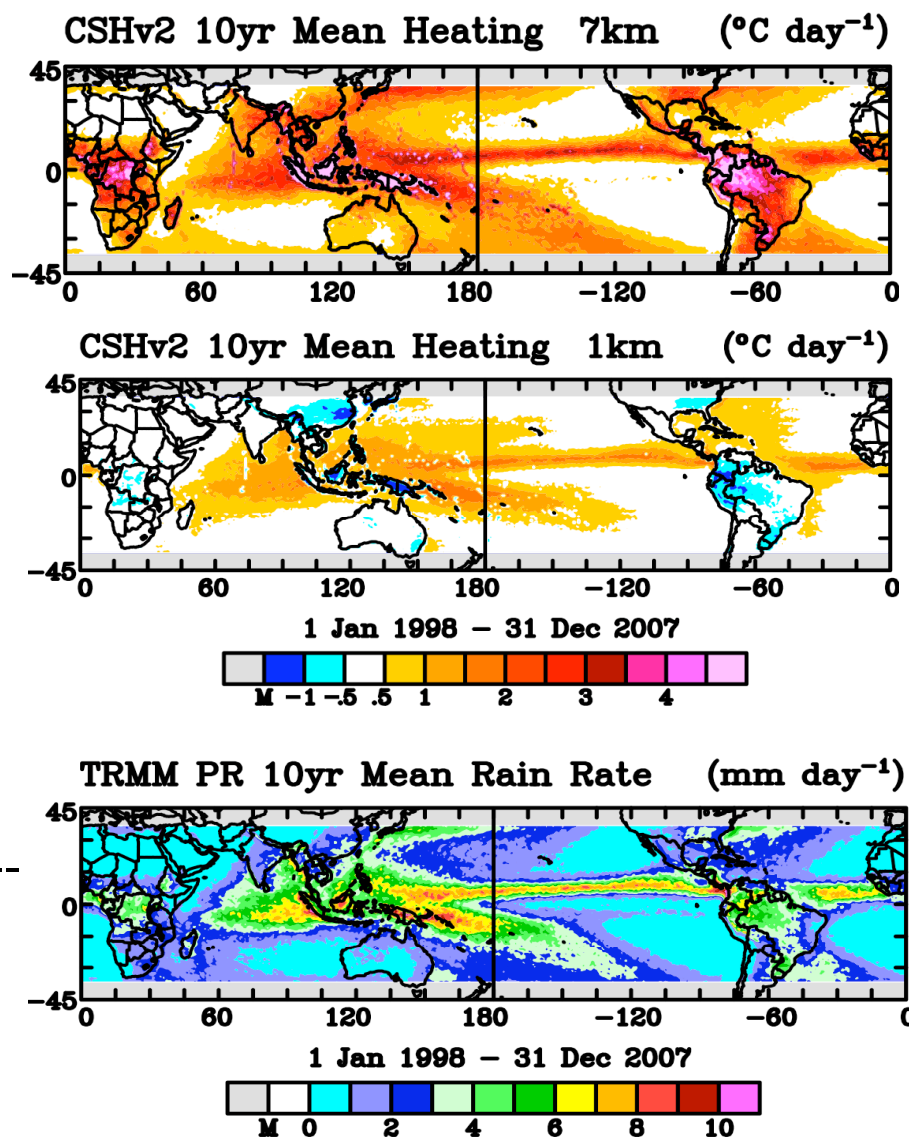 CSHv2 10yr Mean Heating 7km (°C day⁻¹)
45
0
−45
0 60 120 180 −120 −60 0
CSHv2 10yr Mean Heating 1km (°C day⁻¹)
45
0
−45
0 60 120 180 −120 −60 0
1 Jan 1998 − 31 Dec 2007
M −1 −.5 .5 1 2 3 4
TRMM PR 10yr Mean Rain Rate (mm day⁻¹)
45
0
−45
0 60 120 180 −120 −60 0
1 Jan 1998 − 31 Dec 2007
M 0 2 4 6 8 10